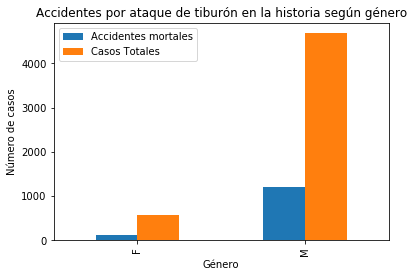 Accidentes por ataque de tiburón en la historia según género
Accidentes mortales
Casos Totales
4000
3000
2000
1000
0
Número de casos
F
M
Género